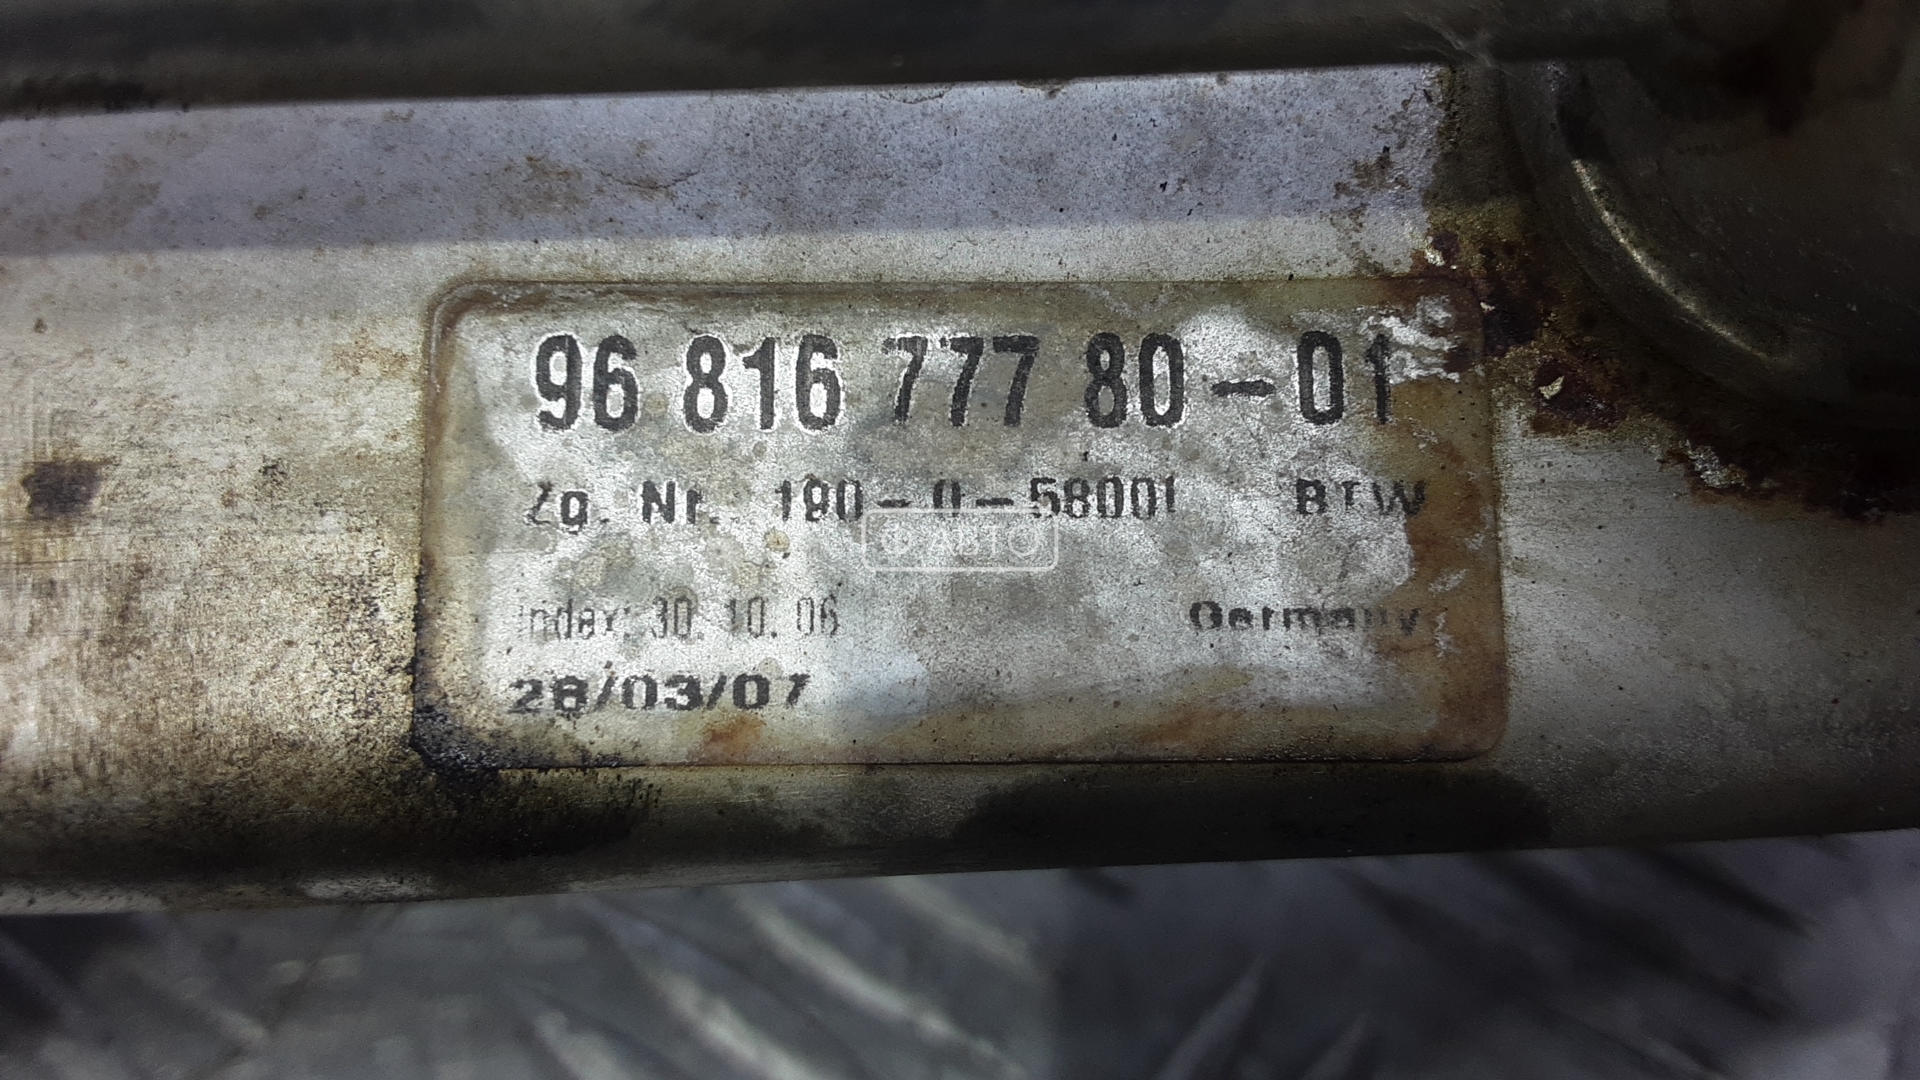 96 816 777 80-01
Zg. Nr. 190-0-58001 BTW
АВТО
Index: 30.10.06 Germany
28/03/07